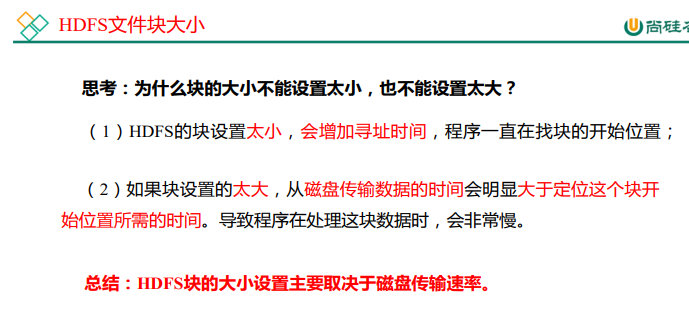 HDFS文件块大小
尚硅
思考：为什么块的大小不能设置太小，也不能设置太大？
（1）HDFS的块设置太小，会增加寻址时间，程序一直在找块的开始位置；
（2）如果块设置的太大，从磁盘传输数据的时间会明显大于定位这个块开
始位置所需的时间。导致程序在处理这块数据时，会非常慢。
总结：HDFS块的大小设置主要取决于磁盘传输速率。